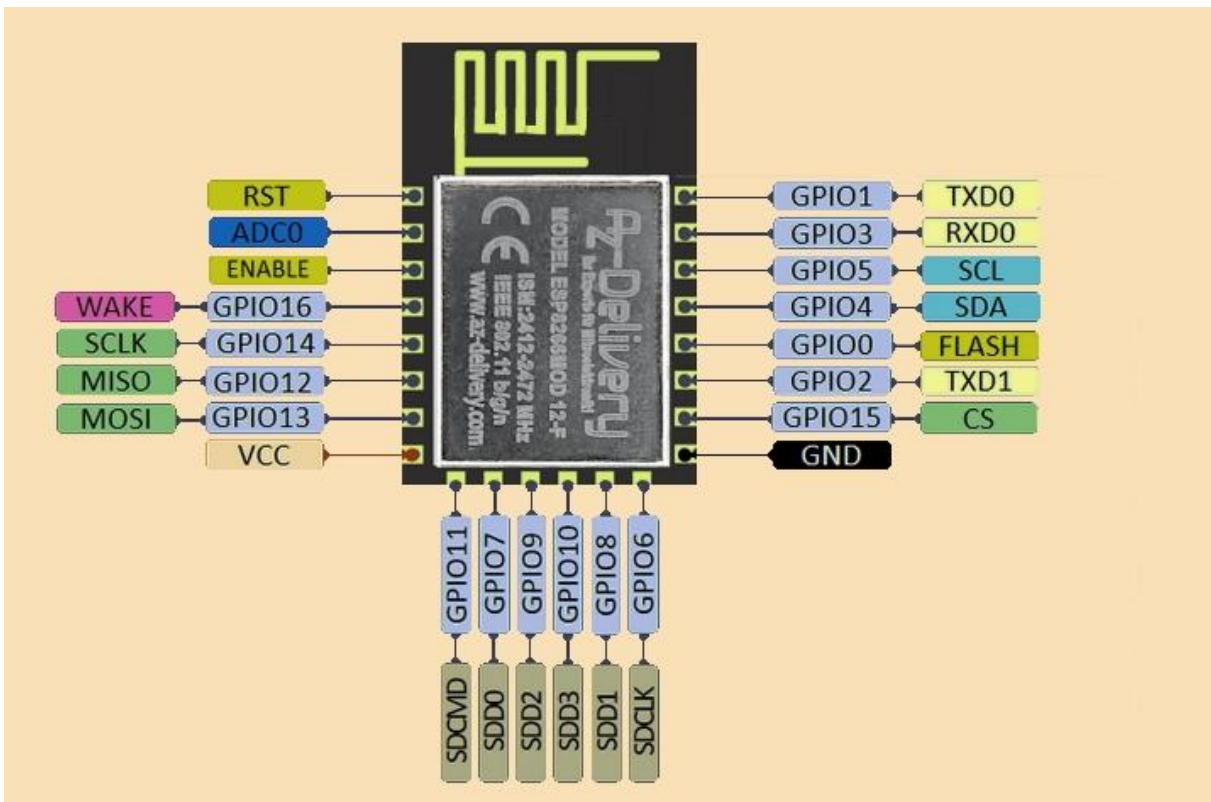 RST
ADC0
ENABLE
WAKE GPIO16
SCLK GPIO14
MISO GPIO12
MOSI GPIO13
VCC
AZ-Delivery
MODEL ESP8266MOD 12-F
ISM:2412-2472 MHz
IEEE 802.11 b/g/n
www.az-delivery.com
CE
GPIO1 TXD0
GPIO3 RXD0
GPIO5 SCL
GPIO4 SDA
GPIO0 FLASH
GPIO2 TXD1
GPIO15 CS
GND
GPIO11 SDCMD
GPIO7 SDD0
GPIO9 SDD2
GPIO10 SDD3
GPIO8 SDD1
GPIO6 SDCLK